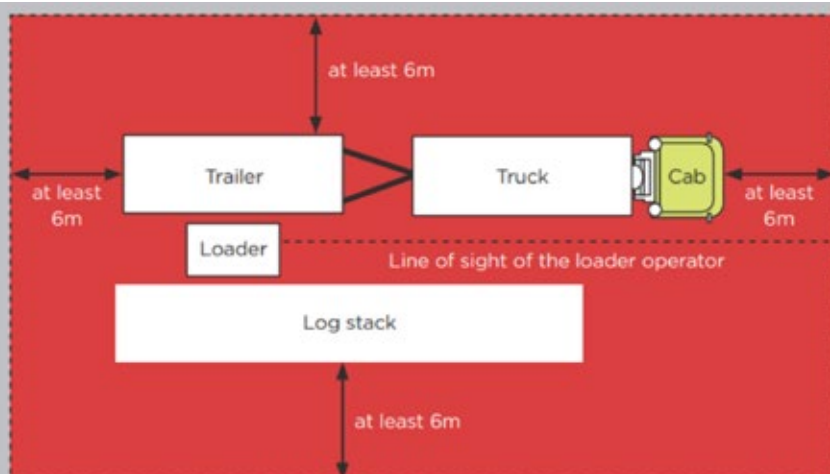 at least 6m
Trailer
Truck
Cab
at least
6m
at least
6m
Loader
Line of sight of the loader operator
Log stack
at least 6m